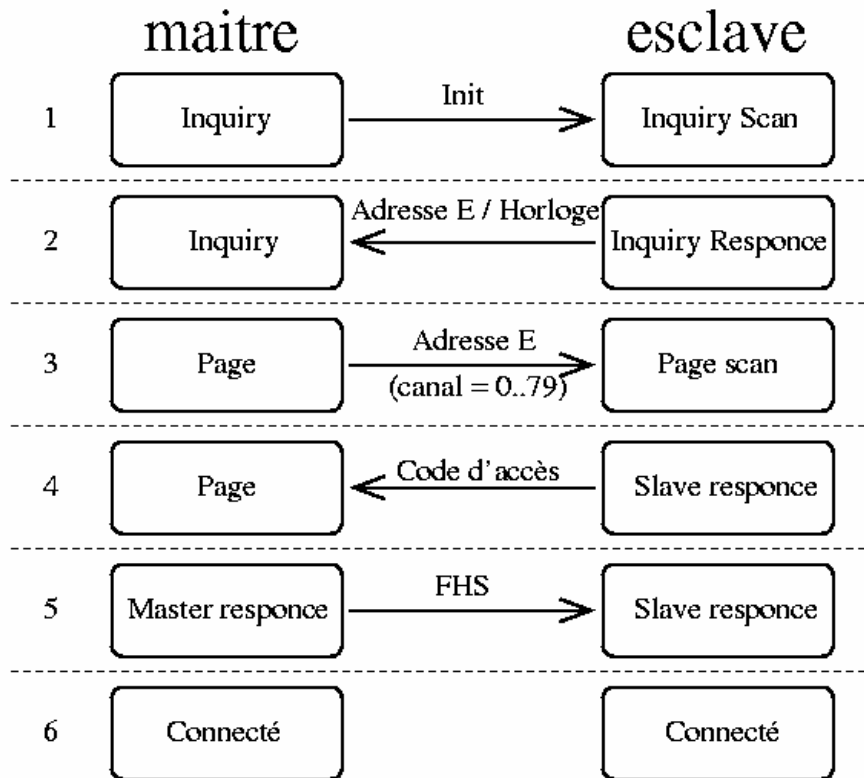 maitre esclave
Init
1 Inquiry Inquiry Scan
Adresse E / Horloge
2 Inquiry Inquiry Responce
Adresse E
3 Page Page scan
(canal = 0..79)
Code d'accès
4 Page Slave responce
FHS
5 Master responce Slave responce
6 Connecté Connecté